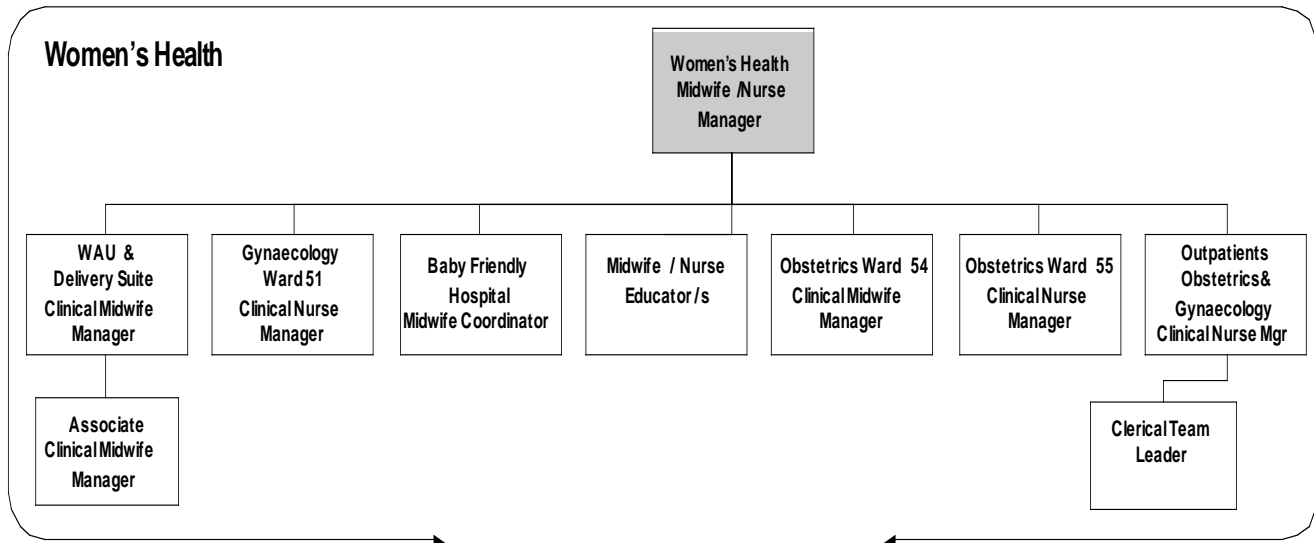 Women's Health
Women's Health
Midwife /Nurse
Manager
WAU &
Delivery Suite
Clinical Midwife
Manager
Gynaecology
Ward 51
Clinical Nurse
Manager
Baby Friendly
Hospital
Midwife Coordinator
Midwife / Nurse
Educator/s
Obstetrics Ward 54
Clinical Midwife
Manager
Obstetrics Ward 55
Clinical Nurse
Manager
Outpatients
Obstetrics&
Gynaecology
Clinical Nurse Mgr
Associate
Clinical Midwife
Manager
Clerical Team
Leader